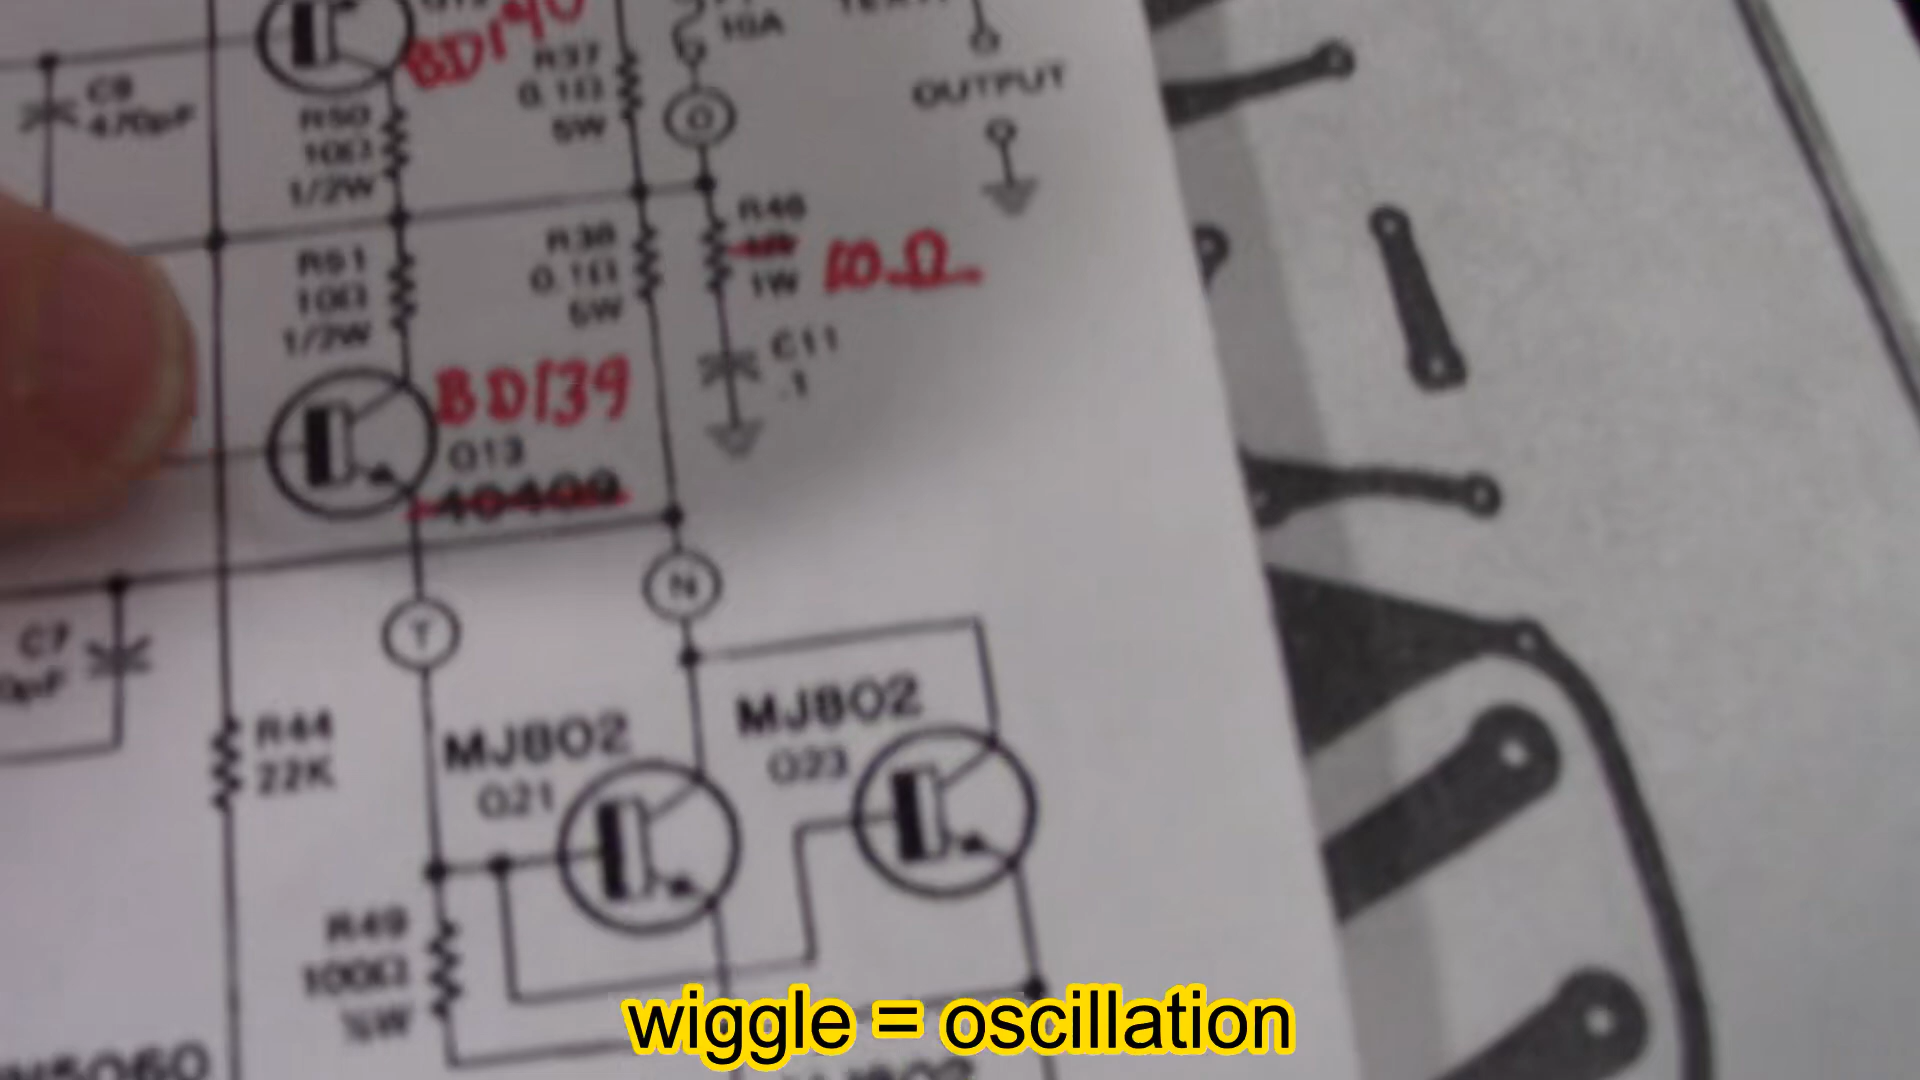 BD140
10A
R37
0.1Ω
5W
OUTPUT
C9
470pF
R50
10Ω
1/2W
O
R46
1W
10Ω
R38
0.1Ω
5W
R51
10Ω
1/2W
C11
.1
BD139
Q13
40409
N
T
C7
R44
22K
MJ802
Q21
MJ802
Q23
R49
100Ω
½W
wiggle = oscillation